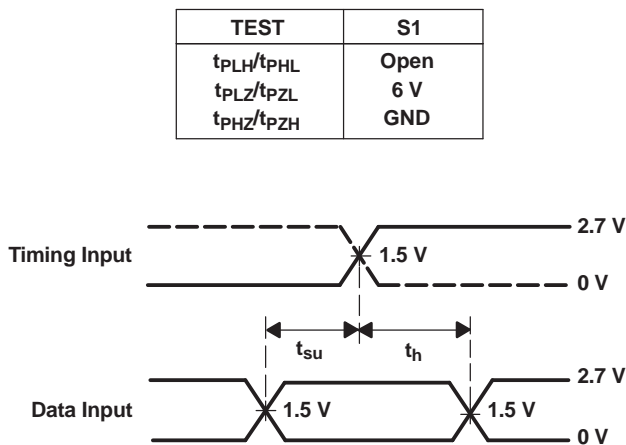 TEST S1
tPLH/tPHL Open
tPLZ/tPZL 6 V
tPHZ/tPZH GND
2.7 V
Timing Input 1.5 V
0 V
tsu th
2.7 V
Data Input 1.5 V 1.5 V
0 V